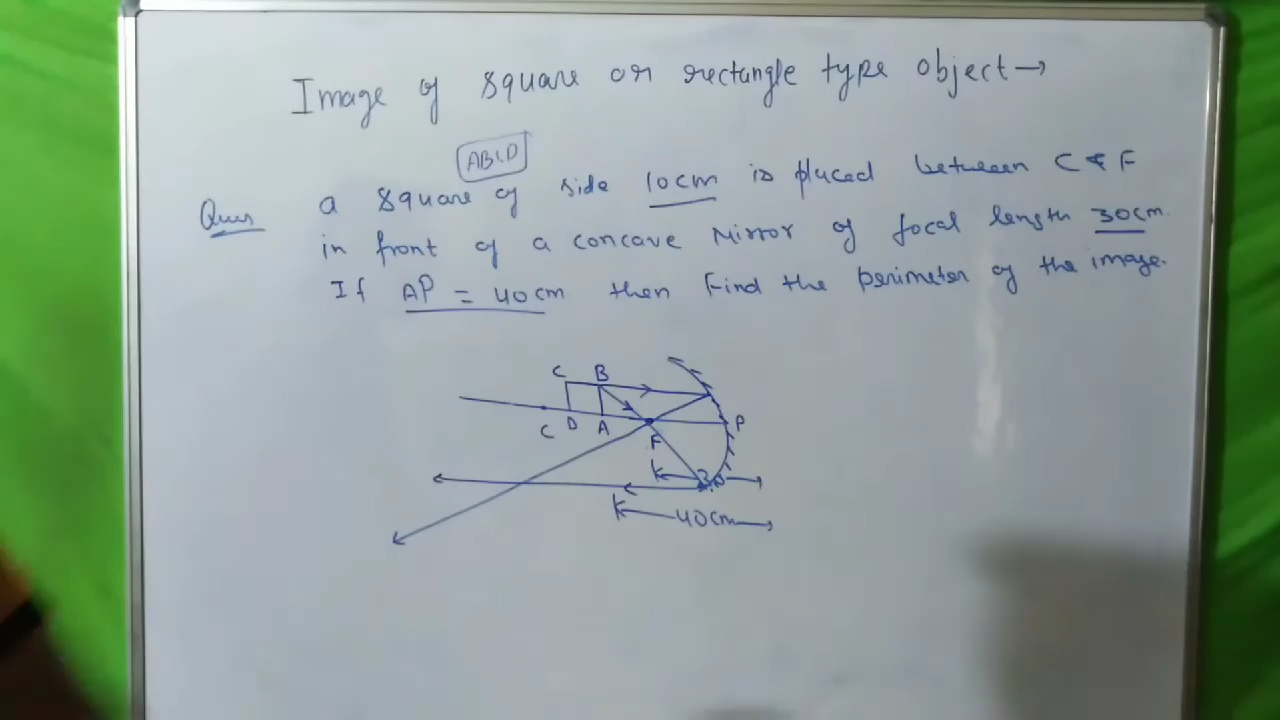 Image of square or rectangle type object→
ABCD
Ques a square of side 10cm is placed between C & F
in front of a concave Mirror of focal length 30cm.
If AP = 40cm then find the perimeter of the image.
C B
C D A F P
30
40cm